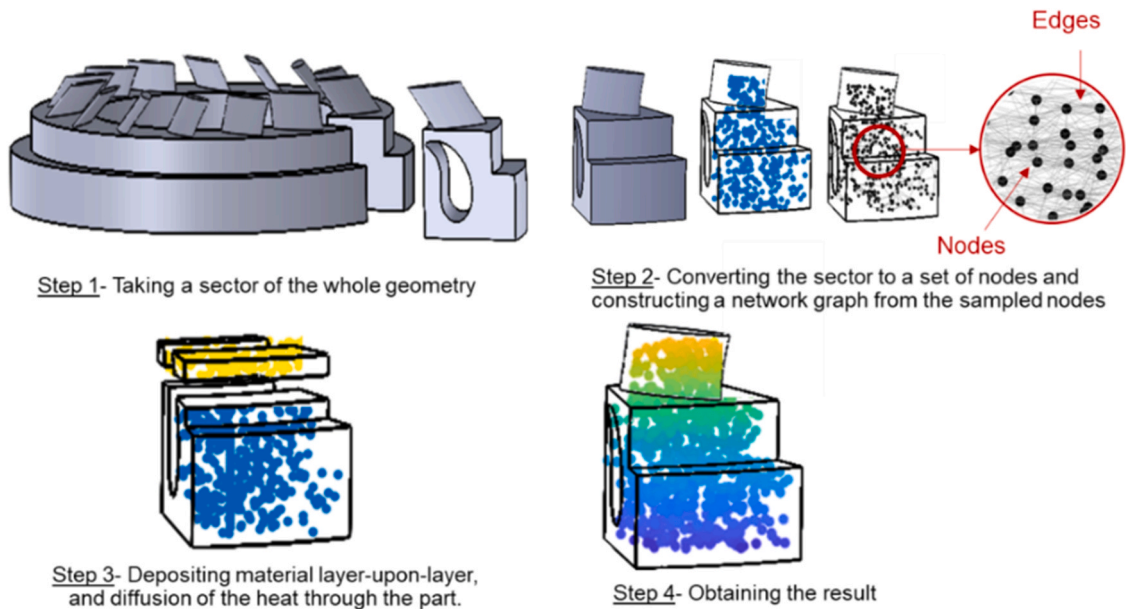 Edges
Nodes
Step 1- Taking a sector of the whole geometry
Step 2- Converting the sector to a set of nodes and
constructing a network graph from the sampled nodes
Step 3- Depositing material layer-upon-layer,
and diffusion of the heat through the part.
Step 4- Obtaining the result